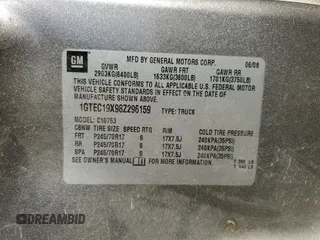 GM
MFD BY GENERAL MOTORS CORP. 06/08
GVWR GAWR FRT GAWR RR
2903KG(6400LB) 1633KG(3600LB) 1701KG(3750LB)
THIS VEHICLE CONFORMS TO ALL APPLICABLE U.S. FEDERAL MOTOR
VEHICLE SAFETY STANDARDS IN EFFECT ON THE DATE OF
MANUFACTURE SHOWN ABOVE.
1GTEC19X98Z296159 TYPE: TRUCK
MODEL: C10753
TIRE SIZE SPEED RTG RIM COLD TIRE PRESSURE
FRT P245/70R17 S 17X7.5J 240KPA(35PSI)
RR P245/70R17 S 17X7.5J 240KPA(35PSI)
SPA P245/70R17 S 17X7.5J 240KPA(35PSI)
SEE OWNER'S MANUAL FOR ADDITIONAL INFORMATION
DREAMBID